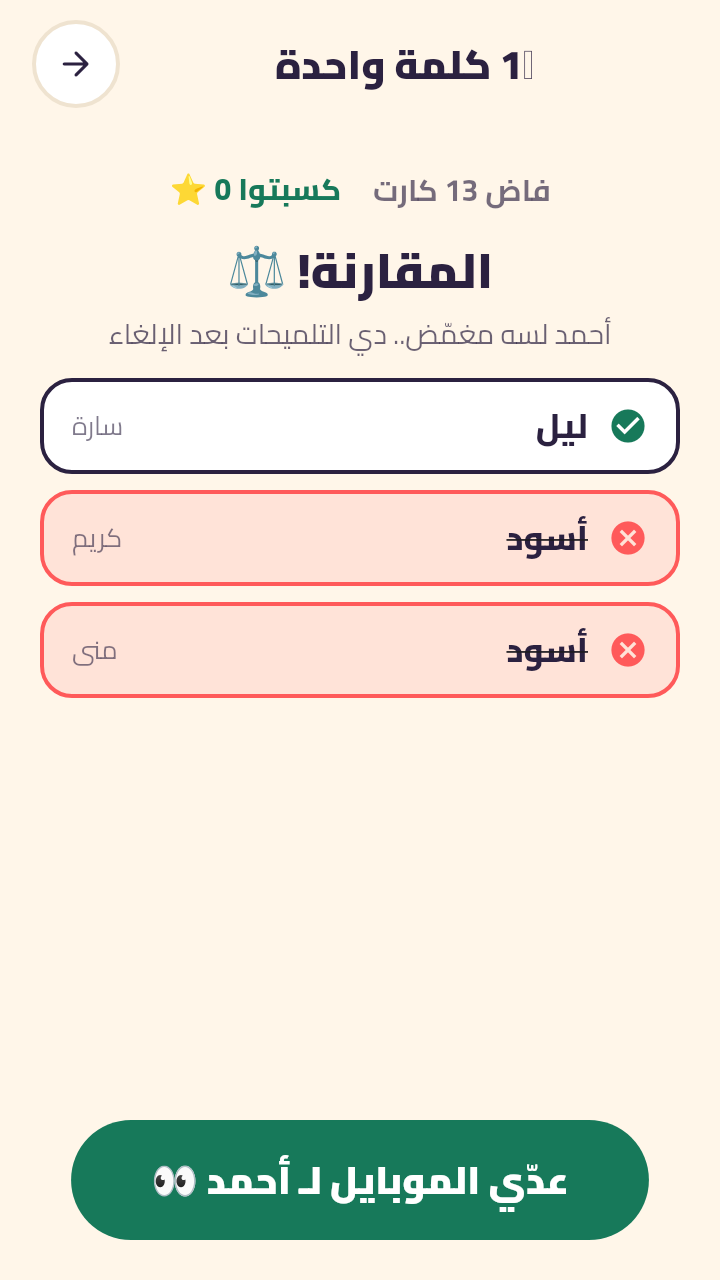 1 كلمة واحدة
فاض 13 كارت كسبتوا 0 ⭐
المقارنة! ⚖️
أحمد لسه مغمّض.. دي التلميحات بعد الإلغاء
ليل سارة
أسود كريم
أسود منى
عدّي الموبايل لـ أحمد 👀